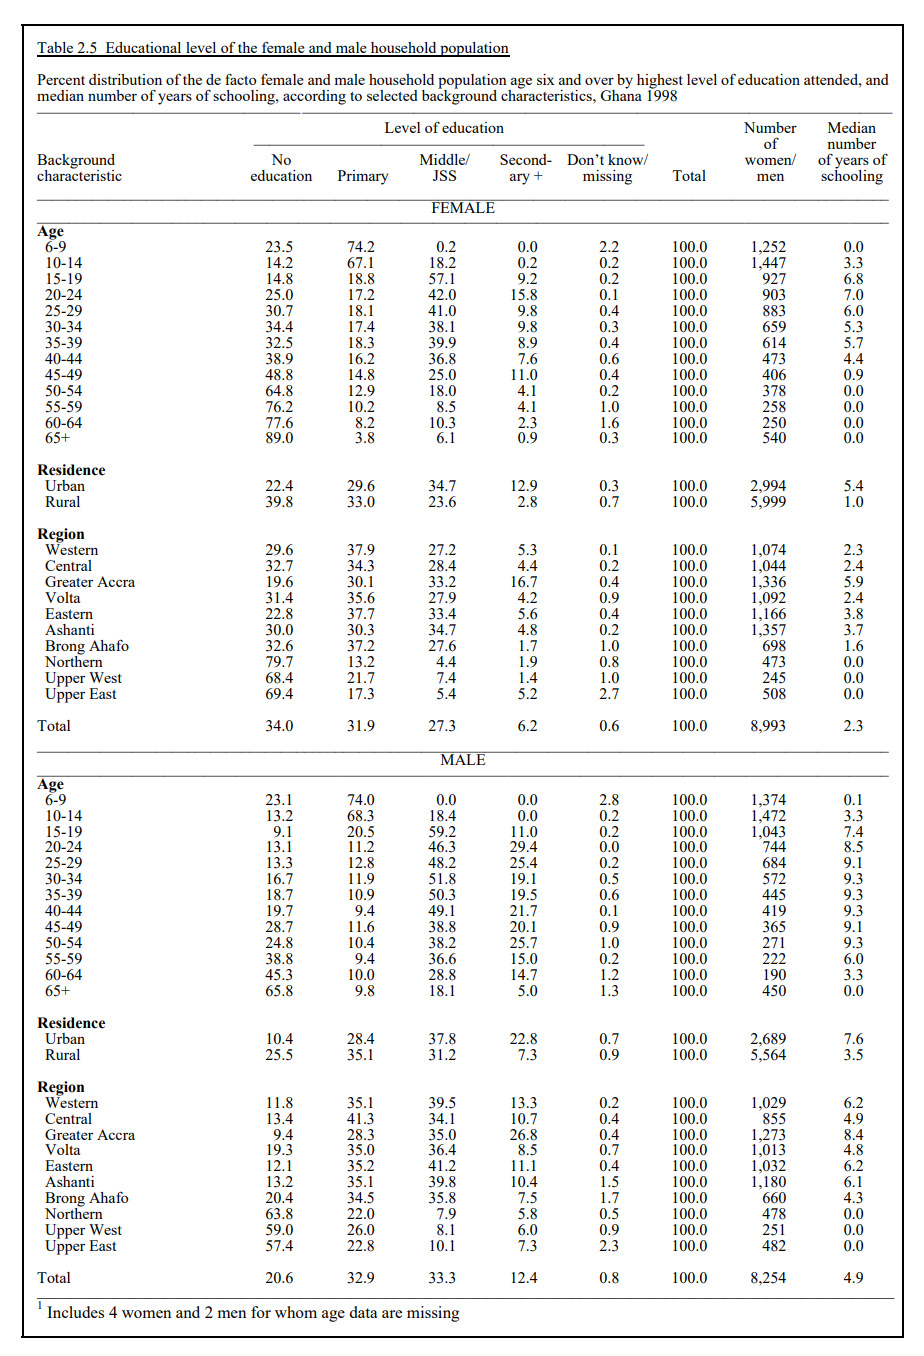 Table 2.5 Educational level of the female and male household population
Percent distribution of the de facto female and male household population age six and over by highest level of education attended, and
median number of years of schooling, according to selected background characteristics, Ghana 1998
Level of education Number Median
of number
Background No Middle/ Second- Don't know/ women/ of years of
characteristic education Primary JSS ary + missing Total men schooling
FEMALE
Age
6-9 23.5 74.2 0.2 0.0 2.2 100.0 1,252 0.0
10-14 14.2 67.1 18.2 0.2 0.2 100.0 1,447 3.3
15-19 14.8 18.8 57.1 9.2 0.2 100.0 927 6.8
20-24 25.0 17.2 42.0 15.8 0.1 100.0 903 7.0
25-29 30.7 18.1 41.0 9.8 0.4 100.0 883 6.0
30-34 34.4 17.4 38.1 9.8 0.3 100.0 659 5.3
35-39 32.5 18.3 39.9 8.9 0.4 100.0 614 5.7
40-44 38.9 16.2 36.8 7.6 0.6 100.0 473 4.4
45-49 48.8 14.8 25.0 11.0 0.4 100.0 406 0.9
50-54 64.8 12.9 18.0 4.1 0.2 100.0 378 0.0
55-59 76.2 10.2 8.5 4.1 1.0 100.0 258 0.0
60-64 77.6 8.2 10.3 2.3 1.6 100.0 250 0.0
65+ 89.0 3.8 6.1 0.9 0.3 100.0 540 0.0
Residence
Urban 22.4 29.6 34.7 12.9 0.3 100.0 2,994 5.4
Rural 39.8 33.0 23.6 2.8 0.7 100.0 5,999 1.0
Region
Western 29.6 37.9 27.2 5.3 0.1 100.0 1,074 2.3
Central 32.7 34.3 28.4 4.4 0.2 100.0 1,044 2.4
Greater Accra 19.6 30.1 33.2 16.7 0.4 100.0 1,336 5.9
Volta 31.4 35.6 27.9 4.2 0.9 100.0 1,092 2.4
Eastern 22.8 37.7 33.4 5.6 0.4 100.0 1,166 3.8
Ashanti 30.0 30.3 34.7 4.8 0.2 100.0 1,357 3.7
Brong Ahafo 32.6 37.2 27.6 1.7 1.0 100.0 698 1.6
Northern 79.7 13.2 4.4 1.9 0.8 100.0 473 0.0
Upper West 68.4 21.7 7.4 1.4 1.0 100.0 245 0.0
Upper East 69.4 17.3 5.4 5.2 2.7 100.0 508 0.0
Total 34.0 31.9 27.3 6.2 0.6 100.0 8,993 2.3
MALE
Age
6-9 23.1 74.0 0.0 0.0 2.8 100.0 1,374 0.1
10-14 13.2 68.3 18.4 0.0 0.2 100.0 1,472 3.3
15-19 9.1 20.5 59.2 11.0 0.2 100.0 1,043 7.4
20-24 13.1 11.2 46.3 29.4 0.0 100.0 744 8.5
25-29 13.3 12.8 48.2 25.4 0.2 100.0 684 9.1
30-34 16.7 11.9 51.8 19.1 0.5 100.0 572 9.3
35-39 18.7 10.9 50.3 19.5 0.6 100.0 445 9.3
40-44 19.7 9.4 49.1 21.7 0.1 100.0 419 9.3
45-49 28.7 11.6 38.8 20.1 0.9 100.0 365 9.1
50-54 24.8 10.4 38.2 25.7 1.0 100.0 271 9.3
55-59 38.8 9.4 36.6 15.0 0.2 100.0 222 6.0
60-64 45.3 10.0 28.8 14.7 1.2 100.0 190 3.3
65+ 65.8 9.8 18.1 5.0 1.3 100.0 450 0.0
Residence
Urban 10.4 28.4 37.8 22.8 0.7 100.0 2,689 7.6
Rural 25.5 35.1 31.2 7.3 0.9 100.0 5,564 3.5
Region
Western 11.8 35.1 39.5 13.3 0.2 100.0 1,029 6.2
Central 13.4 41.3 34.1 10.7 0.4 100.0 855 4.9
Greater Accra 9.4 28.3 35.0 26.8 0.4 100.0 1,273 8.4
Volta 19.3 35.0 36.4 8.5 0.7 100.0 1,013 4.8
Eastern 12.1 35.2 41.2 11.1 0.4 100.0 1,032 6.2
Ashanti 13.2 35.1 39.8 10.4 1.5 100.0 1,180 6.1
Brong Ahafo 20.4 34.5 35.8 7.5 1.7 100.0 660 4.3
Northern 63.8 22.0 7.9 5.8 0.5 100.0 478 0.0
Upper West 59.0 26.0 8.1 6.0 0.9 100.0 251 0.0
Upper East 57.4 22.8 10.1 7.3 2.3 100.0 482 0.0
Total 20.6 32.9 33.3 12.4 0.8 100.0 8,254 4.9
1 Includes 4 women and 2 men for whom age data are missing